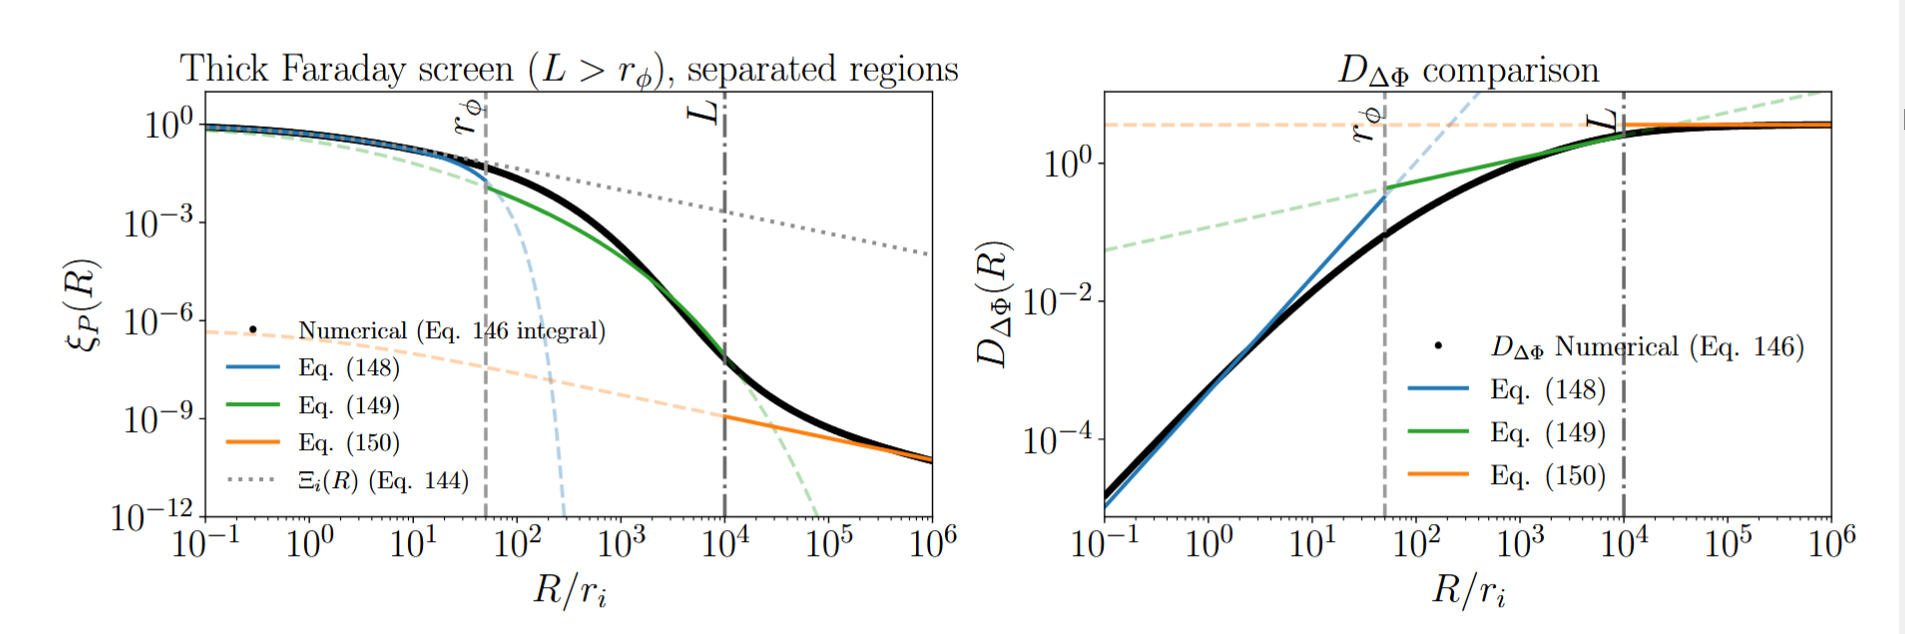 Thick Faraday screen (L > r_ϕ), separated regions
r_ϕ
L
10^0
10^−3
10^−6
10^−9
10^−12
ξ_P(R)
Numerical (Eq. 146 integral)
Eq. (148)
Eq. (149)
Eq. (150)
Ξ_i(R) (Eq. 144)
10^−1 10^0 10^1 10^2 10^3 10^4 10^5 10^6
R/r_i
D_ΔΦ comparison
r_ϕ
L
10^0
10^−2
10^−4
D_ΔΦ(R)
D_ΔΦ Numerical (Eq. 146)
Eq. (148)
Eq. (149)
Eq. (150)
10^−1 10^0 10^1 10^2 10^3 10^4 10^5 10^6
R/r_i